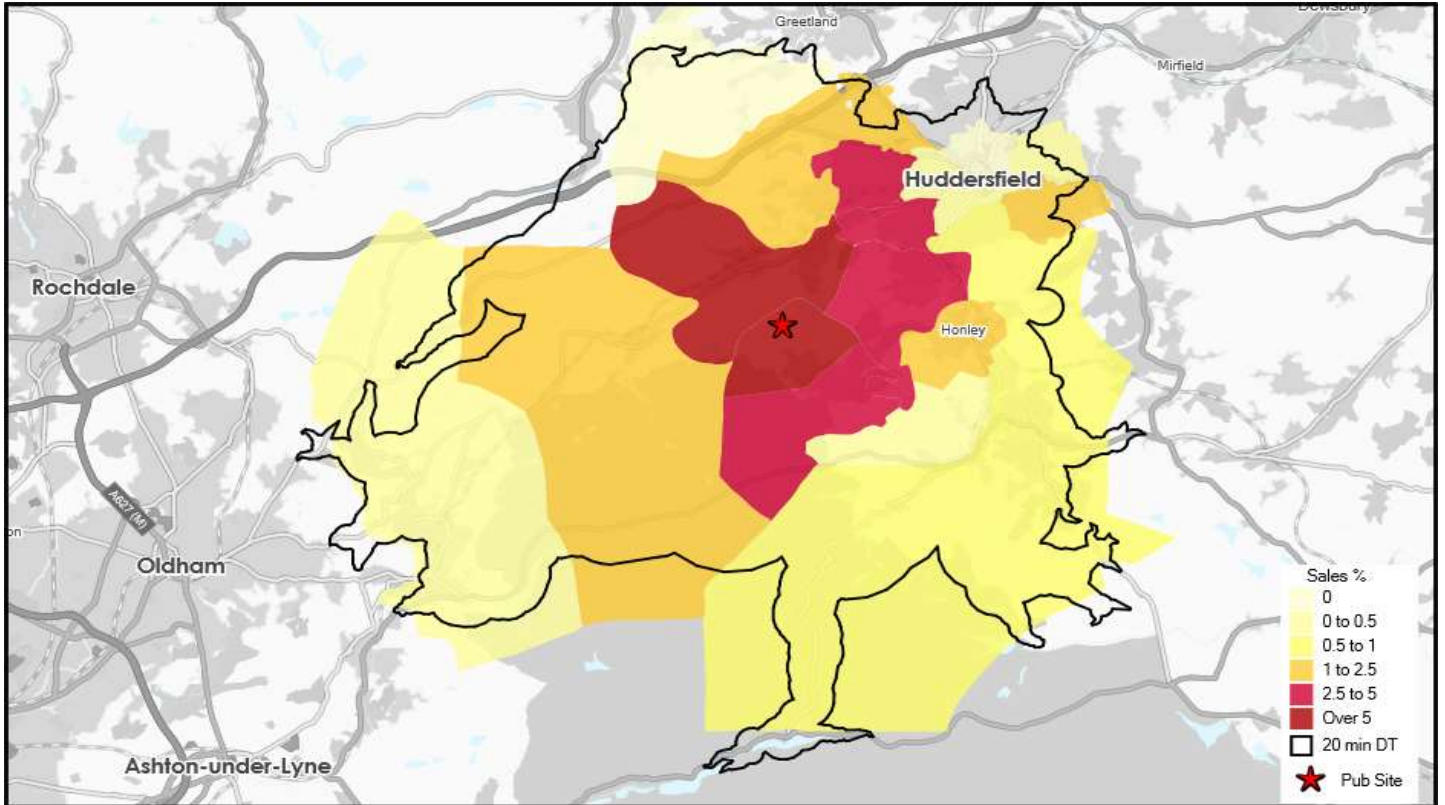 Greetland
Dewsbury
Mirfield
Huddersfield
Rochdale
Honley
A627 (M)
on
Oldham
Ashton-under-Lyne
Sales %
0
0 to 0.5
0.5 to 1
1 to 2.5
2.5 to 5
Over 5
20 min DT
Pub Site